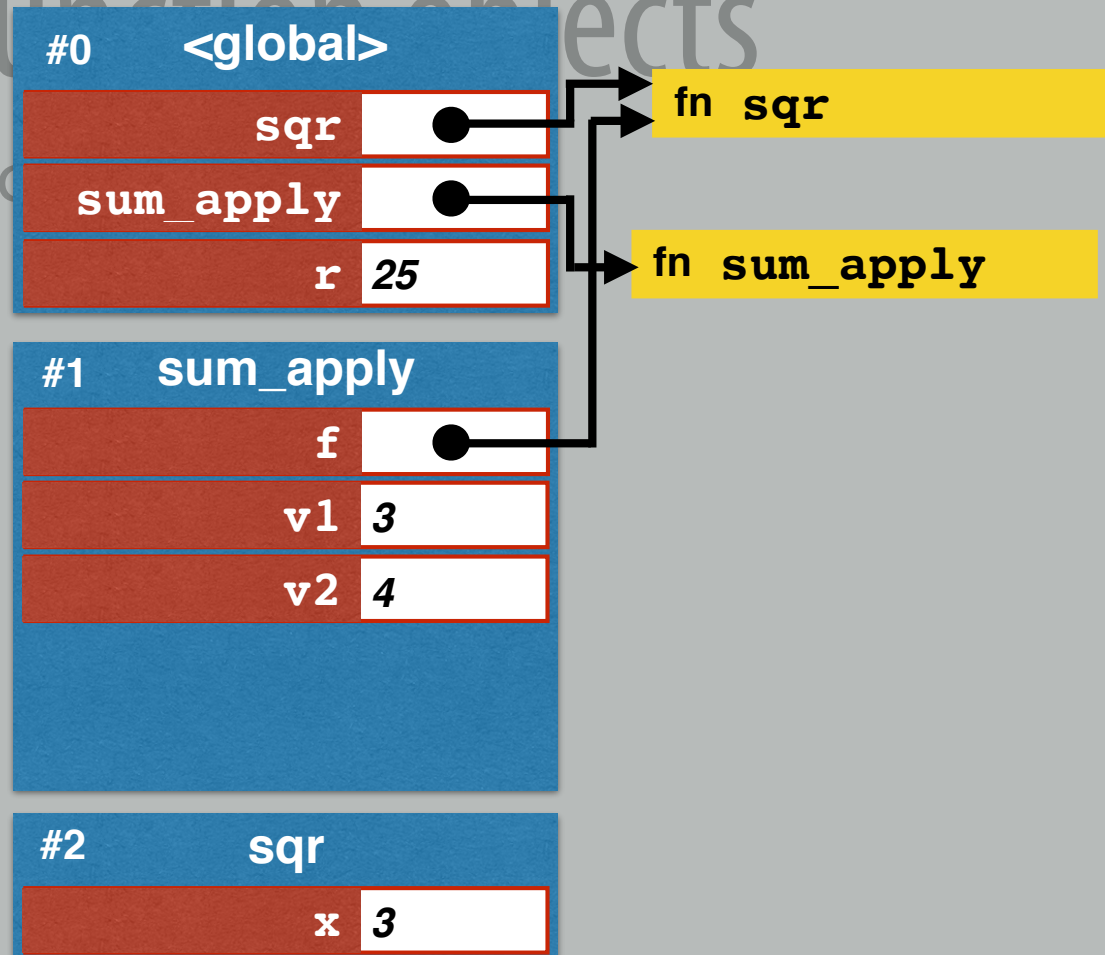 #0 <global>
sqr
sum_apply
r 25
fn sqr
fn sum_apply
#1 sum_apply
f
v1 3
v2 4
#2 sqr
x 3